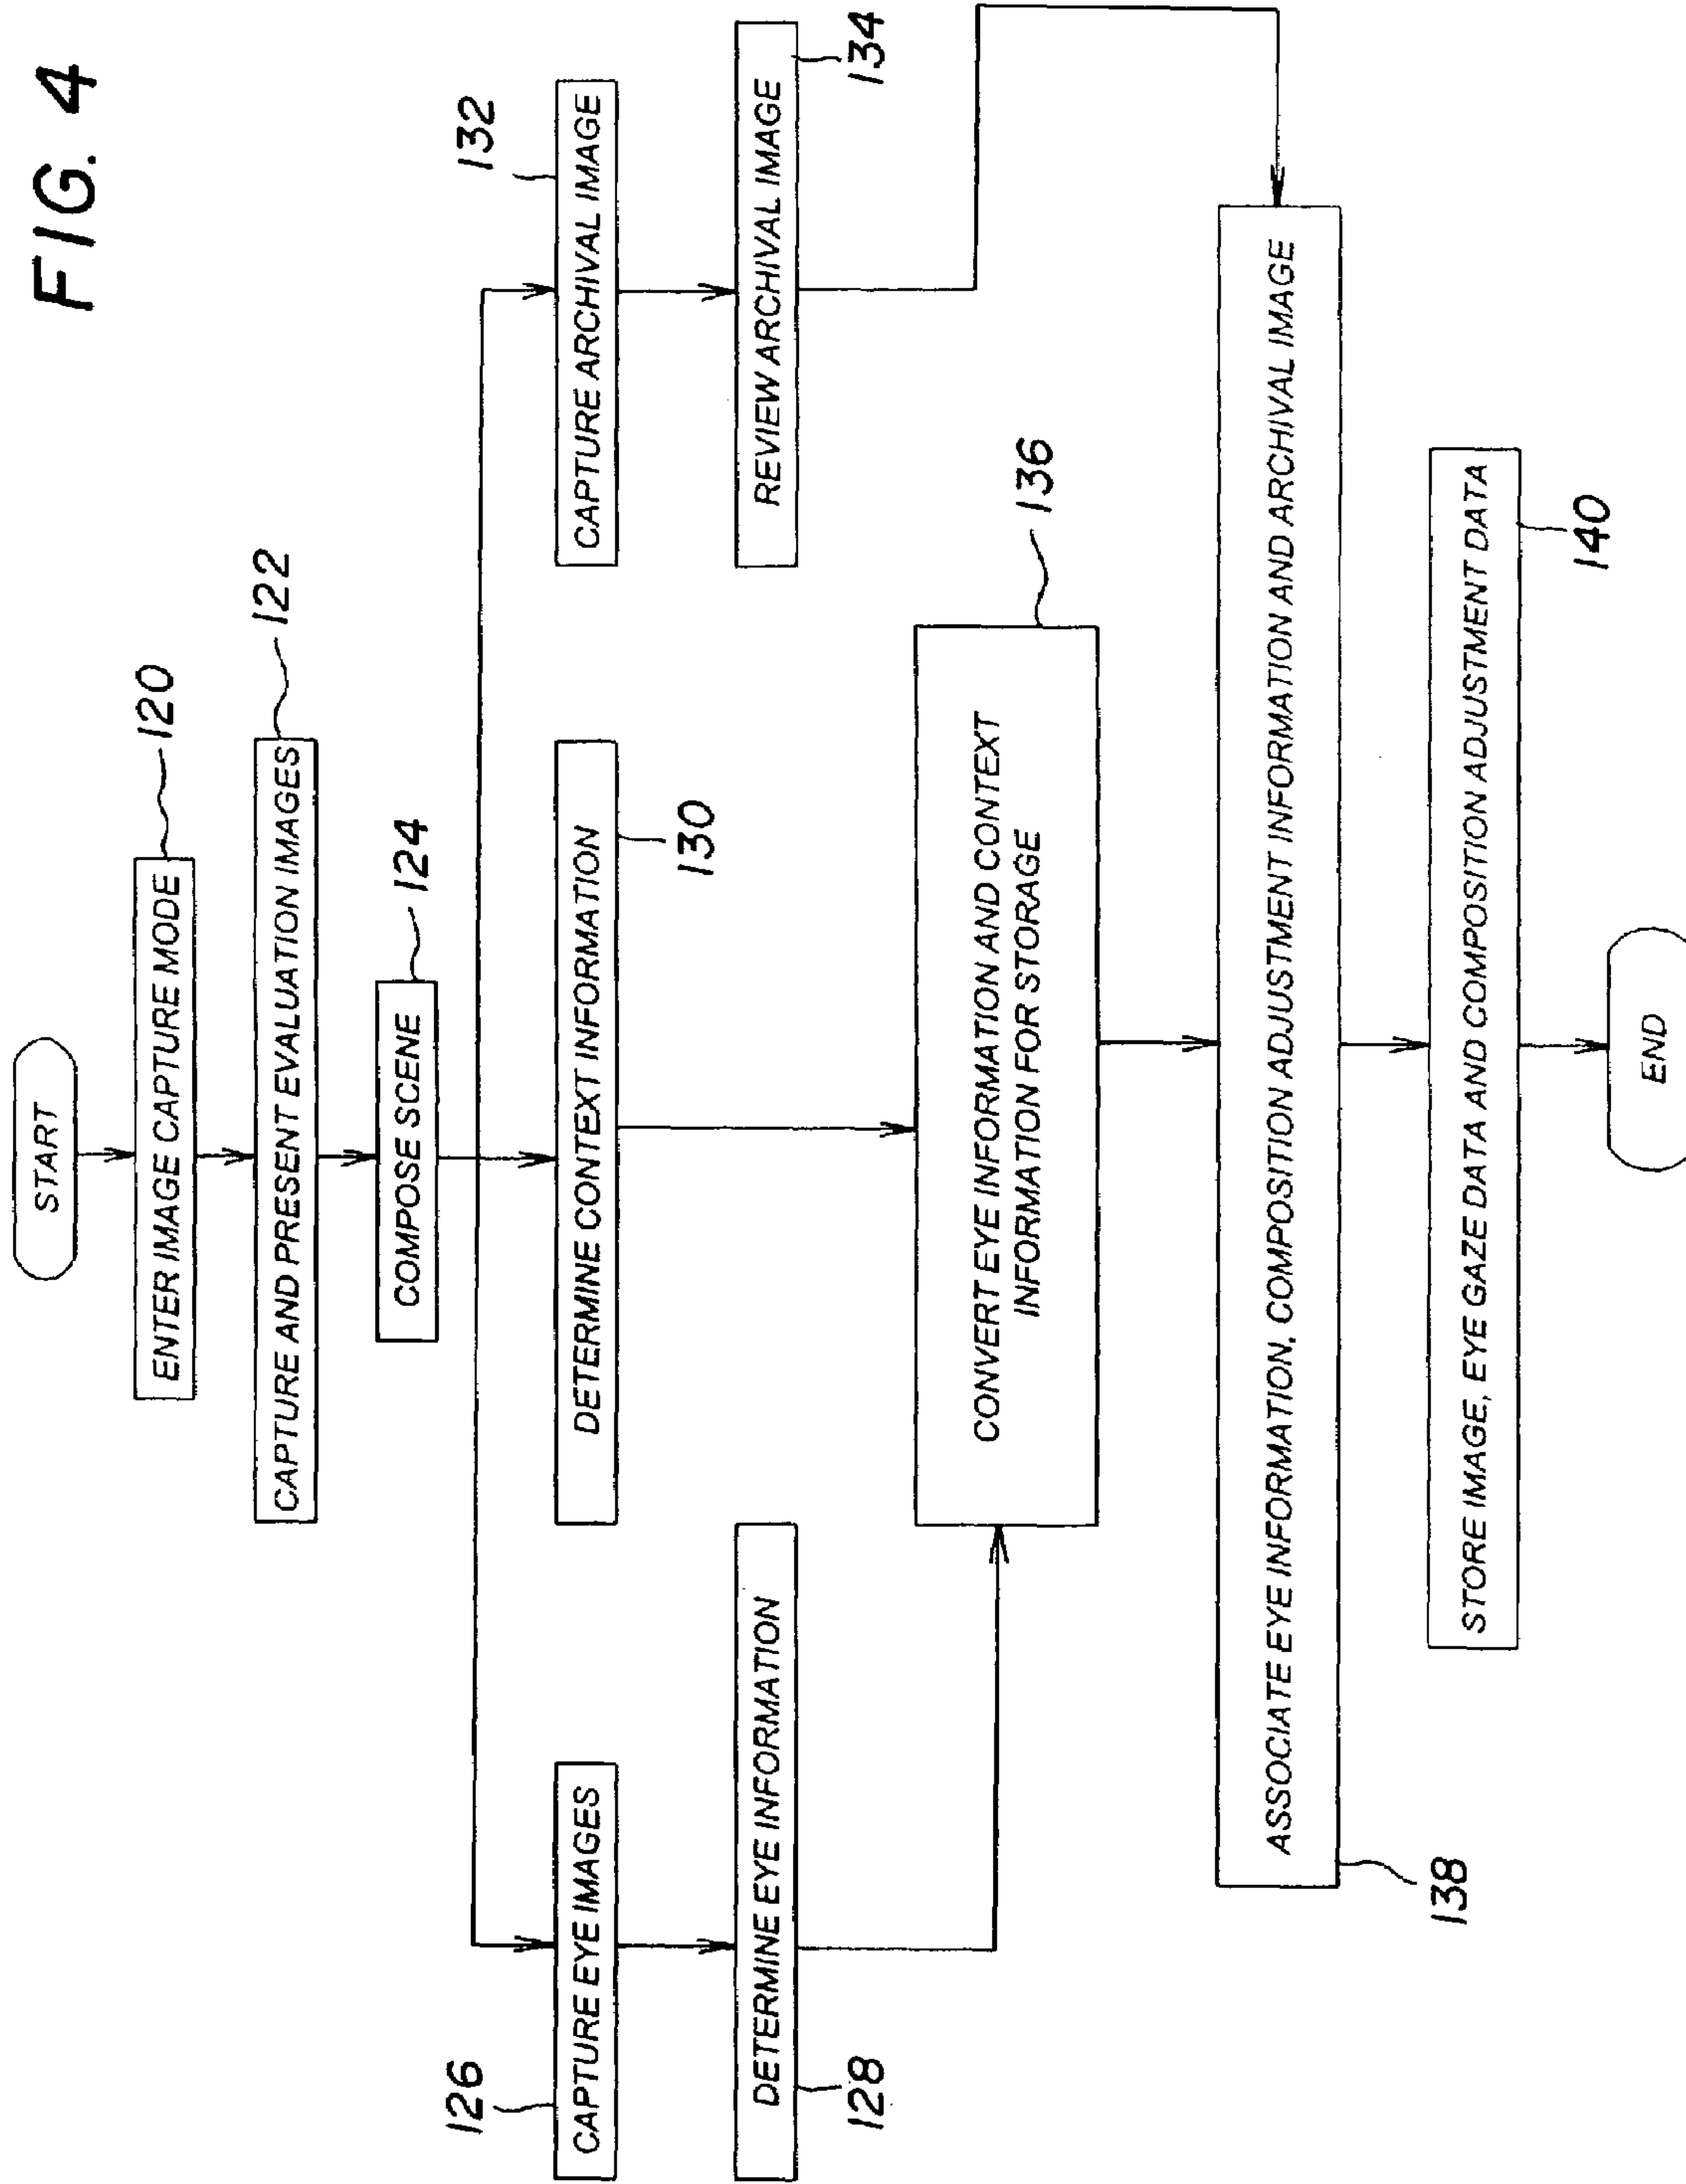 FIG. 4
START
ENTER IMAGE CAPTURE MODE
120
CAPTURE AND PRESENT EVALUATION IMAGES
122
COMPOSE SCENE
124
126
CAPTURE EYE IMAGES
DETERMINE CONTEXT INFORMATION
130
132
CAPTURE ARCHIVAL IMAGE
DETERMINE EYE INFORMATION
128
REVIEW ARCHIVAL IMAGE
134
CONVERT EYE INFORMATION AND CONTEXT
INFORMATION FOR STORAGE
136
ASSOCIATE EYE INFORMATION, COMPOSITION ADJUSTMENT INFORMATION AND ARCHIVAL IMAGE
138
STORE IMAGE, EYE GAZE DATA AND COMPOSITION ADJUSTMENT DATA
140
END